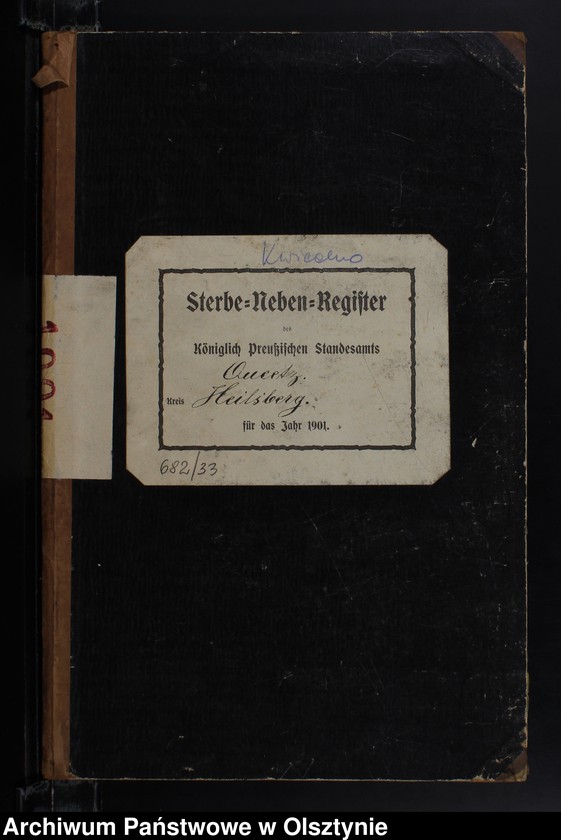 Kwiecewo
Sterbe-Neben-Register
des
Königlich Preußischen Standesamts
Queetz.
Kreis Heilsberg.
für das Jahr 1901.
682/33
1901
Archiwum Państwowe w Olsztynie